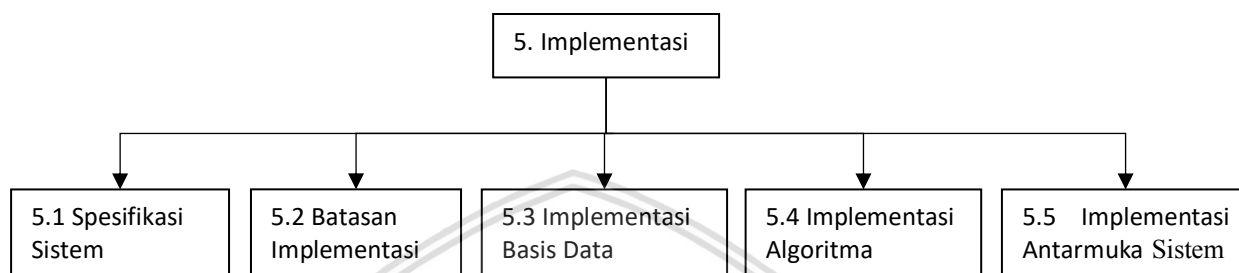 5. Implementasi
5.1 Spesifikasi
Sistem
5.2 Batasan
Implementasi
5.3 Implementasi
Basis Data
5.4 Implementasi
Algoritma
5.5 Implementasi
Antarmuka Sistem